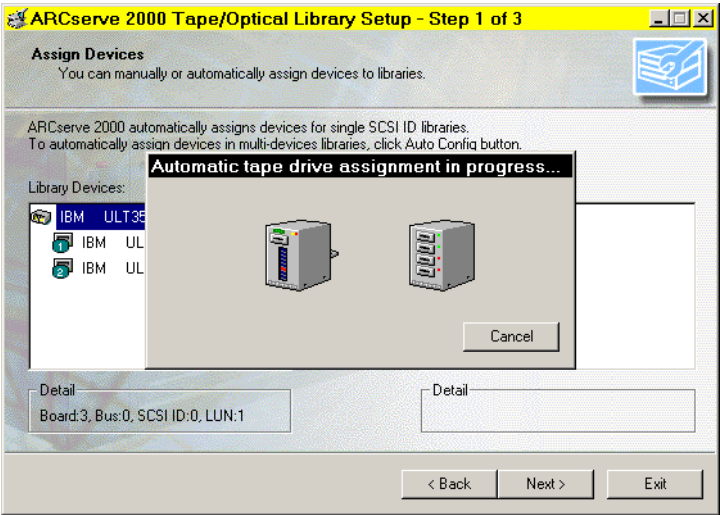 ARCserve 2000 Tape/Optical Library Setup - Step 1 of 3
Assign Devices
You can manually or automatically assign devices to libraries.
ARCserve 2000 automatically assigns devices for single SCSI ID libraries.
To automatically assign devices in multi-devices libraries, click Auto Config button.
Automatic tape drive assignment in progress...
Library Devices:
IBM ULT35
1 IBM UL
2 IBM UL
Cancel
Detail
Board:3, Bus:0, SCSI ID:0, LUN:1
Detail
< Back
Next >
Exit